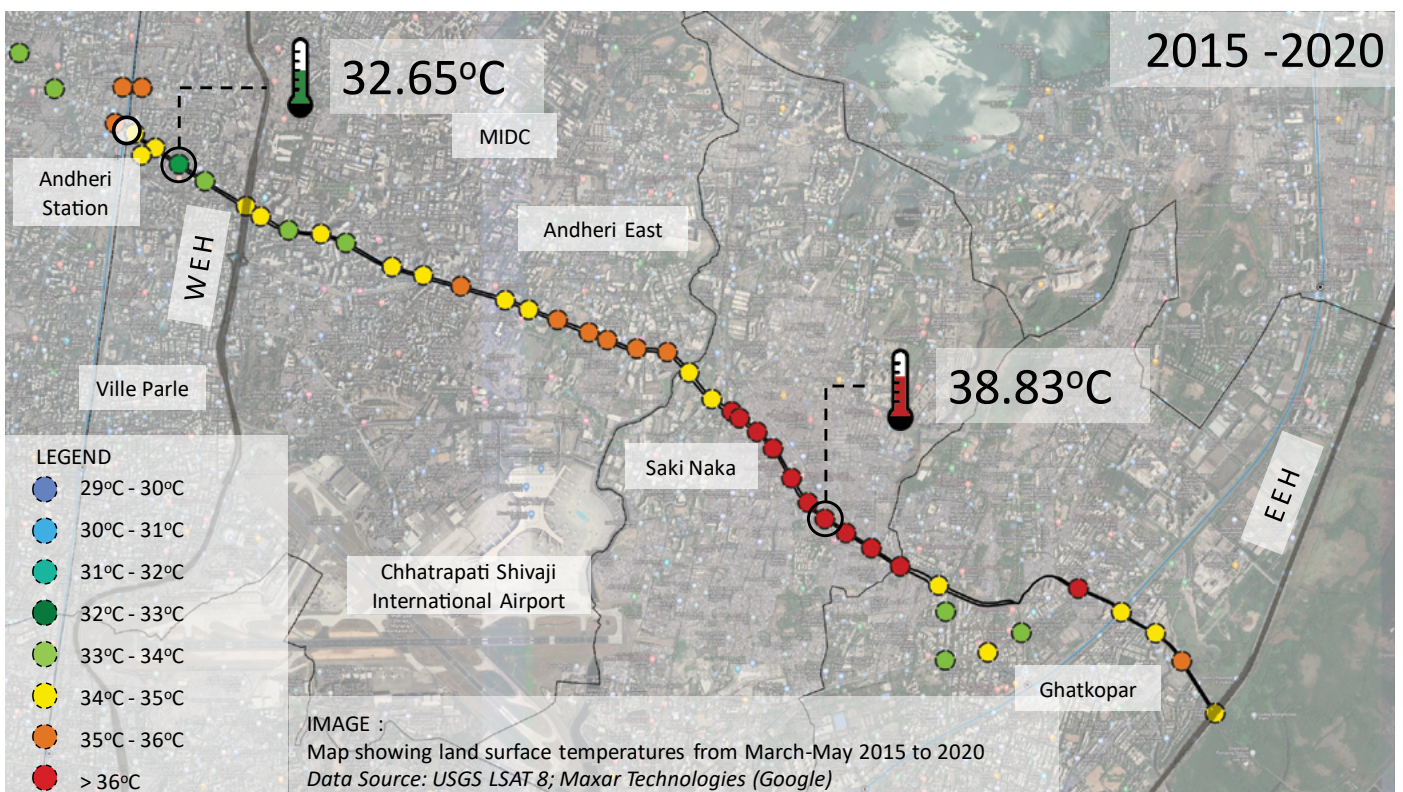 2015 -2020
32.65°C
MIDC
Andheri
Station
Andheri East
WEH
Ville Parle
38.83°C
Saki Naka
EEH
Chhatrapati Shivaji
International Airport
Ghatkopar
LEGEND
29°C - 30°C
30°C - 31°C
31°C - 32°C
32°C - 33°C
33°C - 34°C
34°C - 35°C
35°C - 36°C
> 36°C
IMAGE :
Map showing land surface temperatures from March-May 2015 to 2020
Data Source: USGS LSAT 8; Maxar Technologies (Google)